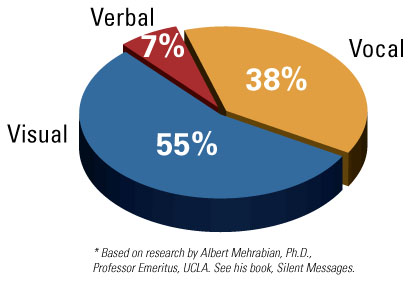 Verbal
7%
Vocal
38%
Visual
55%
* Based on research by Albert Mehrabian, Ph.D.,
Professor Emeritus, UCLA. See his book, Silent Messages.